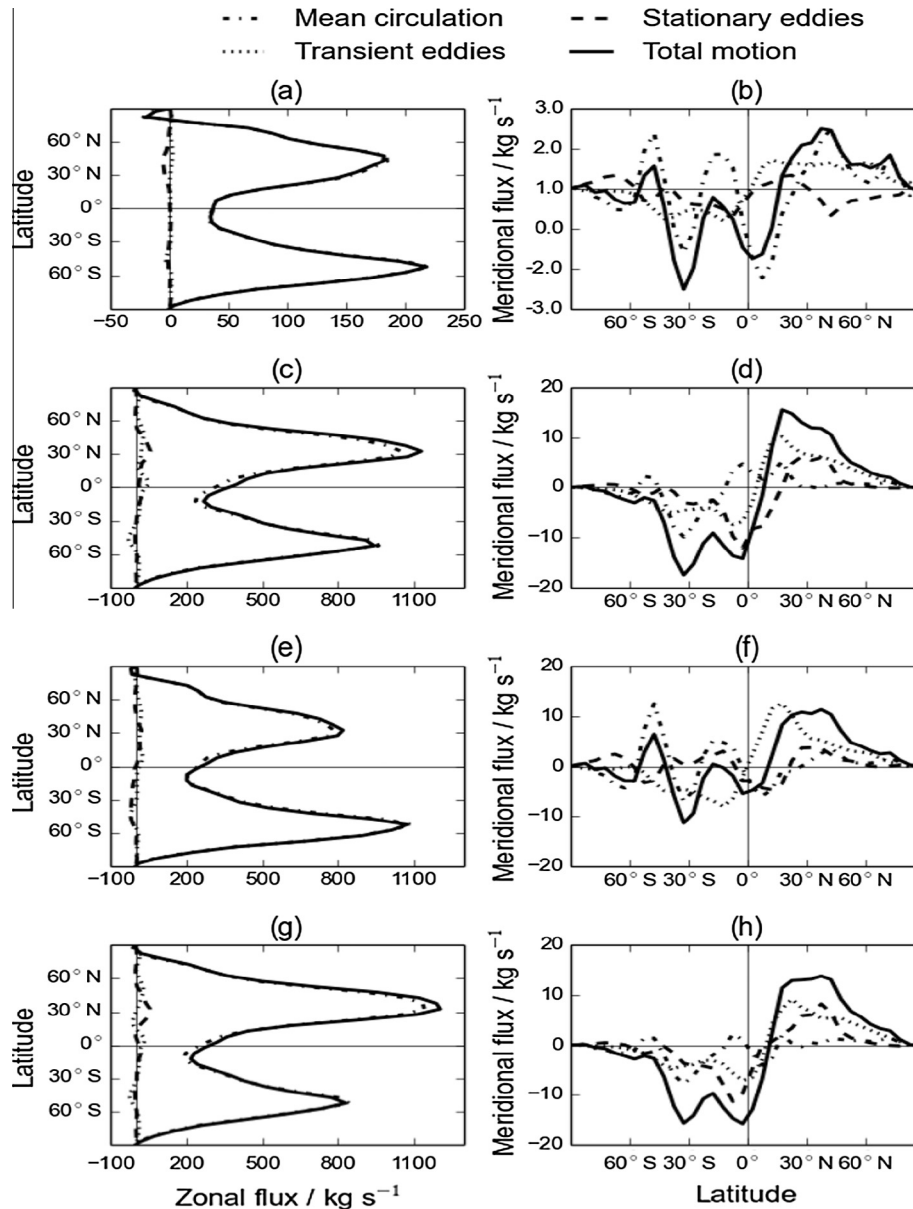 Mean circulation
Stationary eddies
Transient eddies
Total motion
(a)
Latitude
60° N
30° N
0°
30° S
60° S
−50 0 50 100 150 200 250
(b)
Meridional flux / kg s⁻¹
3.0
2.0
1.0
0.0
−1.0
−2.0
−3.0
60° S 30° S 0 30° N 60° N
(c)
Latitude
60° N
30° N
0°
30° S
60° S
−100 200 500 800 1100
(d)
Meridional flux / kg s⁻¹
20
10
0
−10
−20
60° S 30° S 0 30° N 60° N
(e)
Latitude
60° N
30° N
0°
30° S
60° S
−100 200 500 800 1100
(f)
Meridional flux / kg s⁻¹
20
10
0
−10
−20
60° S 30° S 0 30° N 60° N
(g)
Latitude
60° N
30° N
0°
30° S
60° S
−100 200 500 800 1100
Zonal flux / kg s⁻¹
(h)
Meridional flux / kg s⁻¹
20
10
0
−10
−20
60° S 30° S 0 30° N 60° N
Latitude